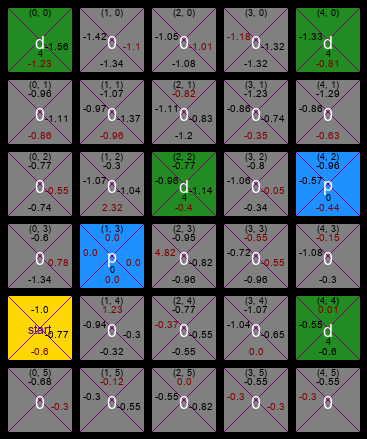 (0, 0) (1, 0) (2, 0) (3, 0) (4, 0)
d -1.56 -1.42 0 -1.1 -1.05 0 -1.01 -1.18 0 -1.32 -1.33 d
4 4
-1.23 -1.34 -1.08 -1.32 -0.81
(0, 1) (1, 1) (2, 1) (3, 1) (4, 1)
-0.96 -1.07 -0.82 -1.23 -1.29
0 -1.11 -0.97 0 -1.37 -1.11 0 -0.83 -0.86 0 -0.74 -0.86 0
-0.86 -0.96 -1.2 -0.35 -0.63
(0, 2) (1, 2) (2, 2) (3, 2) (4, 2)
-0.77 -0.3 -0.77 -0.8 -0.96
0 -0.55 -1.07 0 -1.04 -0.96 d -1.14 -1.06 0 -0.05 -0.57 p
4 0
-0.74 2.32 -0.4 -0.34 -0.44
(0, 3) (1, 3) (2, 3) (3, 3) (4, 3)
-0.6 0.0 -0.95 -0.55 -0.15
0 -0.78 0.0 p 0.0 4.82 0 -0.82 -0.72 0 -0.55 -1.08 0
0
-1.34 0.0 -0.96 -0.96 -0.3
(1, 4) (2, 4) (3, 4) (4, 4)
-1.0 1.23 -0.77 -1.07 0.01
start -0.77 -0.94 0 -0.3 -0.37 0 -0.55 -1.04 0 -0.65 -0.55 d
4
-0.6 -0.32 -0.55 0.0 -0.6
(0, 5) (1, 5) (2, 5) (3, 5) (4, 5)
-0.68 -0.12 0.0 -0.55 -0.55
0 -0.3 -0.3 0 -0.55 -0.55 0 -0.82 -0.3 0 -0.3 -0.3 0